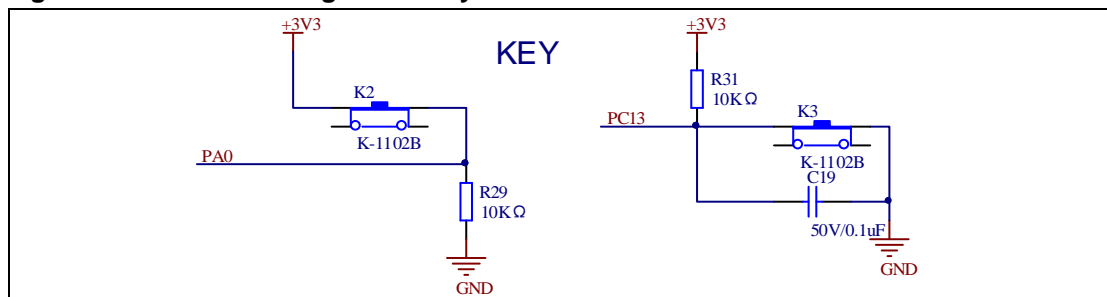 +3V3
KEY
K2
K-1102B
PA0
R29
10KΩ
GND
+3V3
R31
10KΩ
PC13
K3
K-1102B
C19
50V/0.1uF
GND